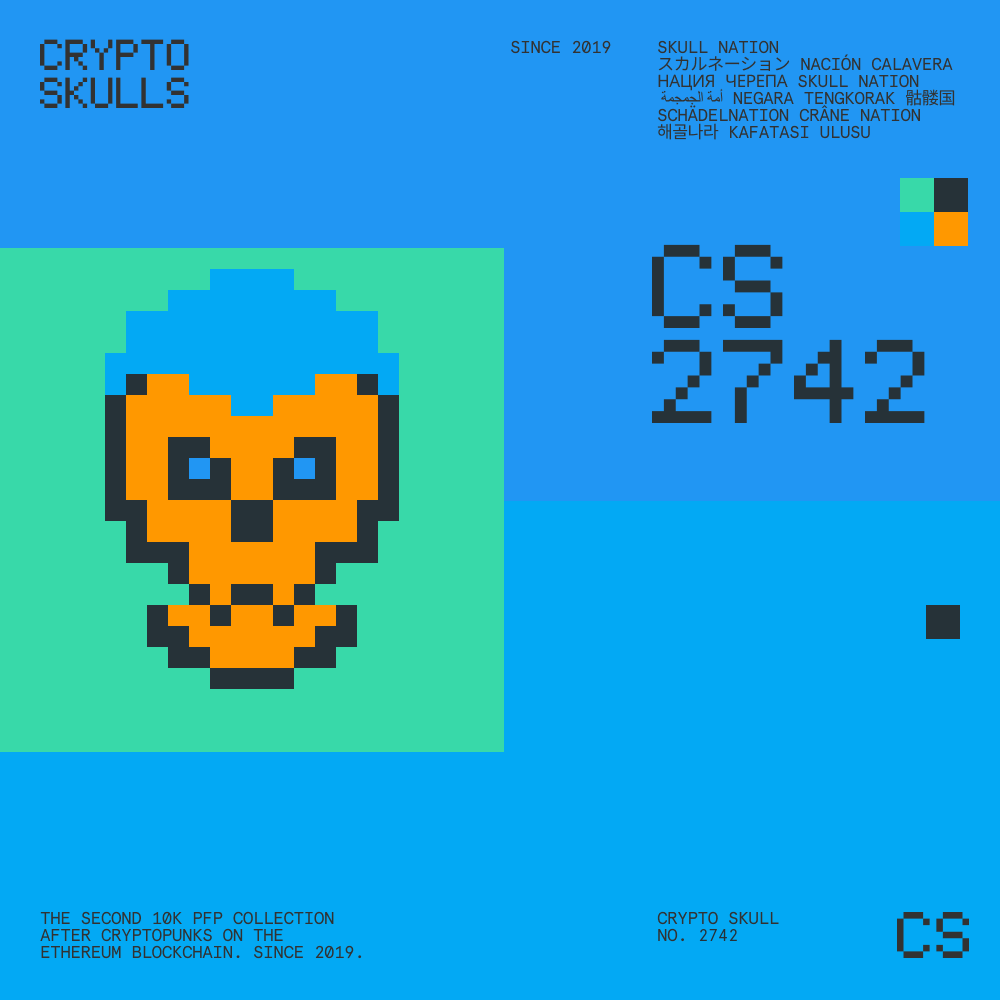 CRYPTO
SKULLS
SINCE 2019
SKULL NATION
スカルネーション NACIÓN CALAVERA
НАЦИЯ ЧЕРЕПА SKULL NATION
أمة الجمجمة NEGARA TENGKORAK 骷髅国
SCHÄDELNATION CRÂNE NATION
해골나라 KAFATASI ULUSU
CS
2742
THE SECOND 10K PFP COLLECTION
AFTER CRYPTOPUNKS ON THE
ETHEREUM BLOCKCHAIN. SINCE 2019.
CRYPTO SKULL
NO. 2742
CS